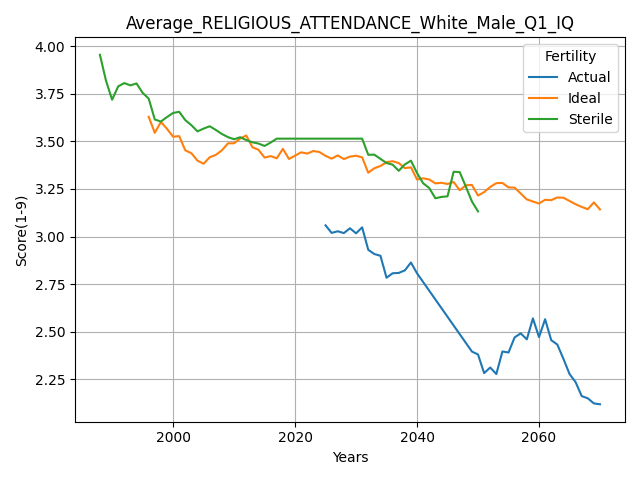 Average_RELIGIOUS_ATTENDANCE_White_Male_Q1_IQ
Fertility
Actual
Ideal
Sterile
Score(1-9)
4.00
3.75
3.50
3.25
3.00
2.75
2.50
2.25
2000
2020
2040
2060
Years